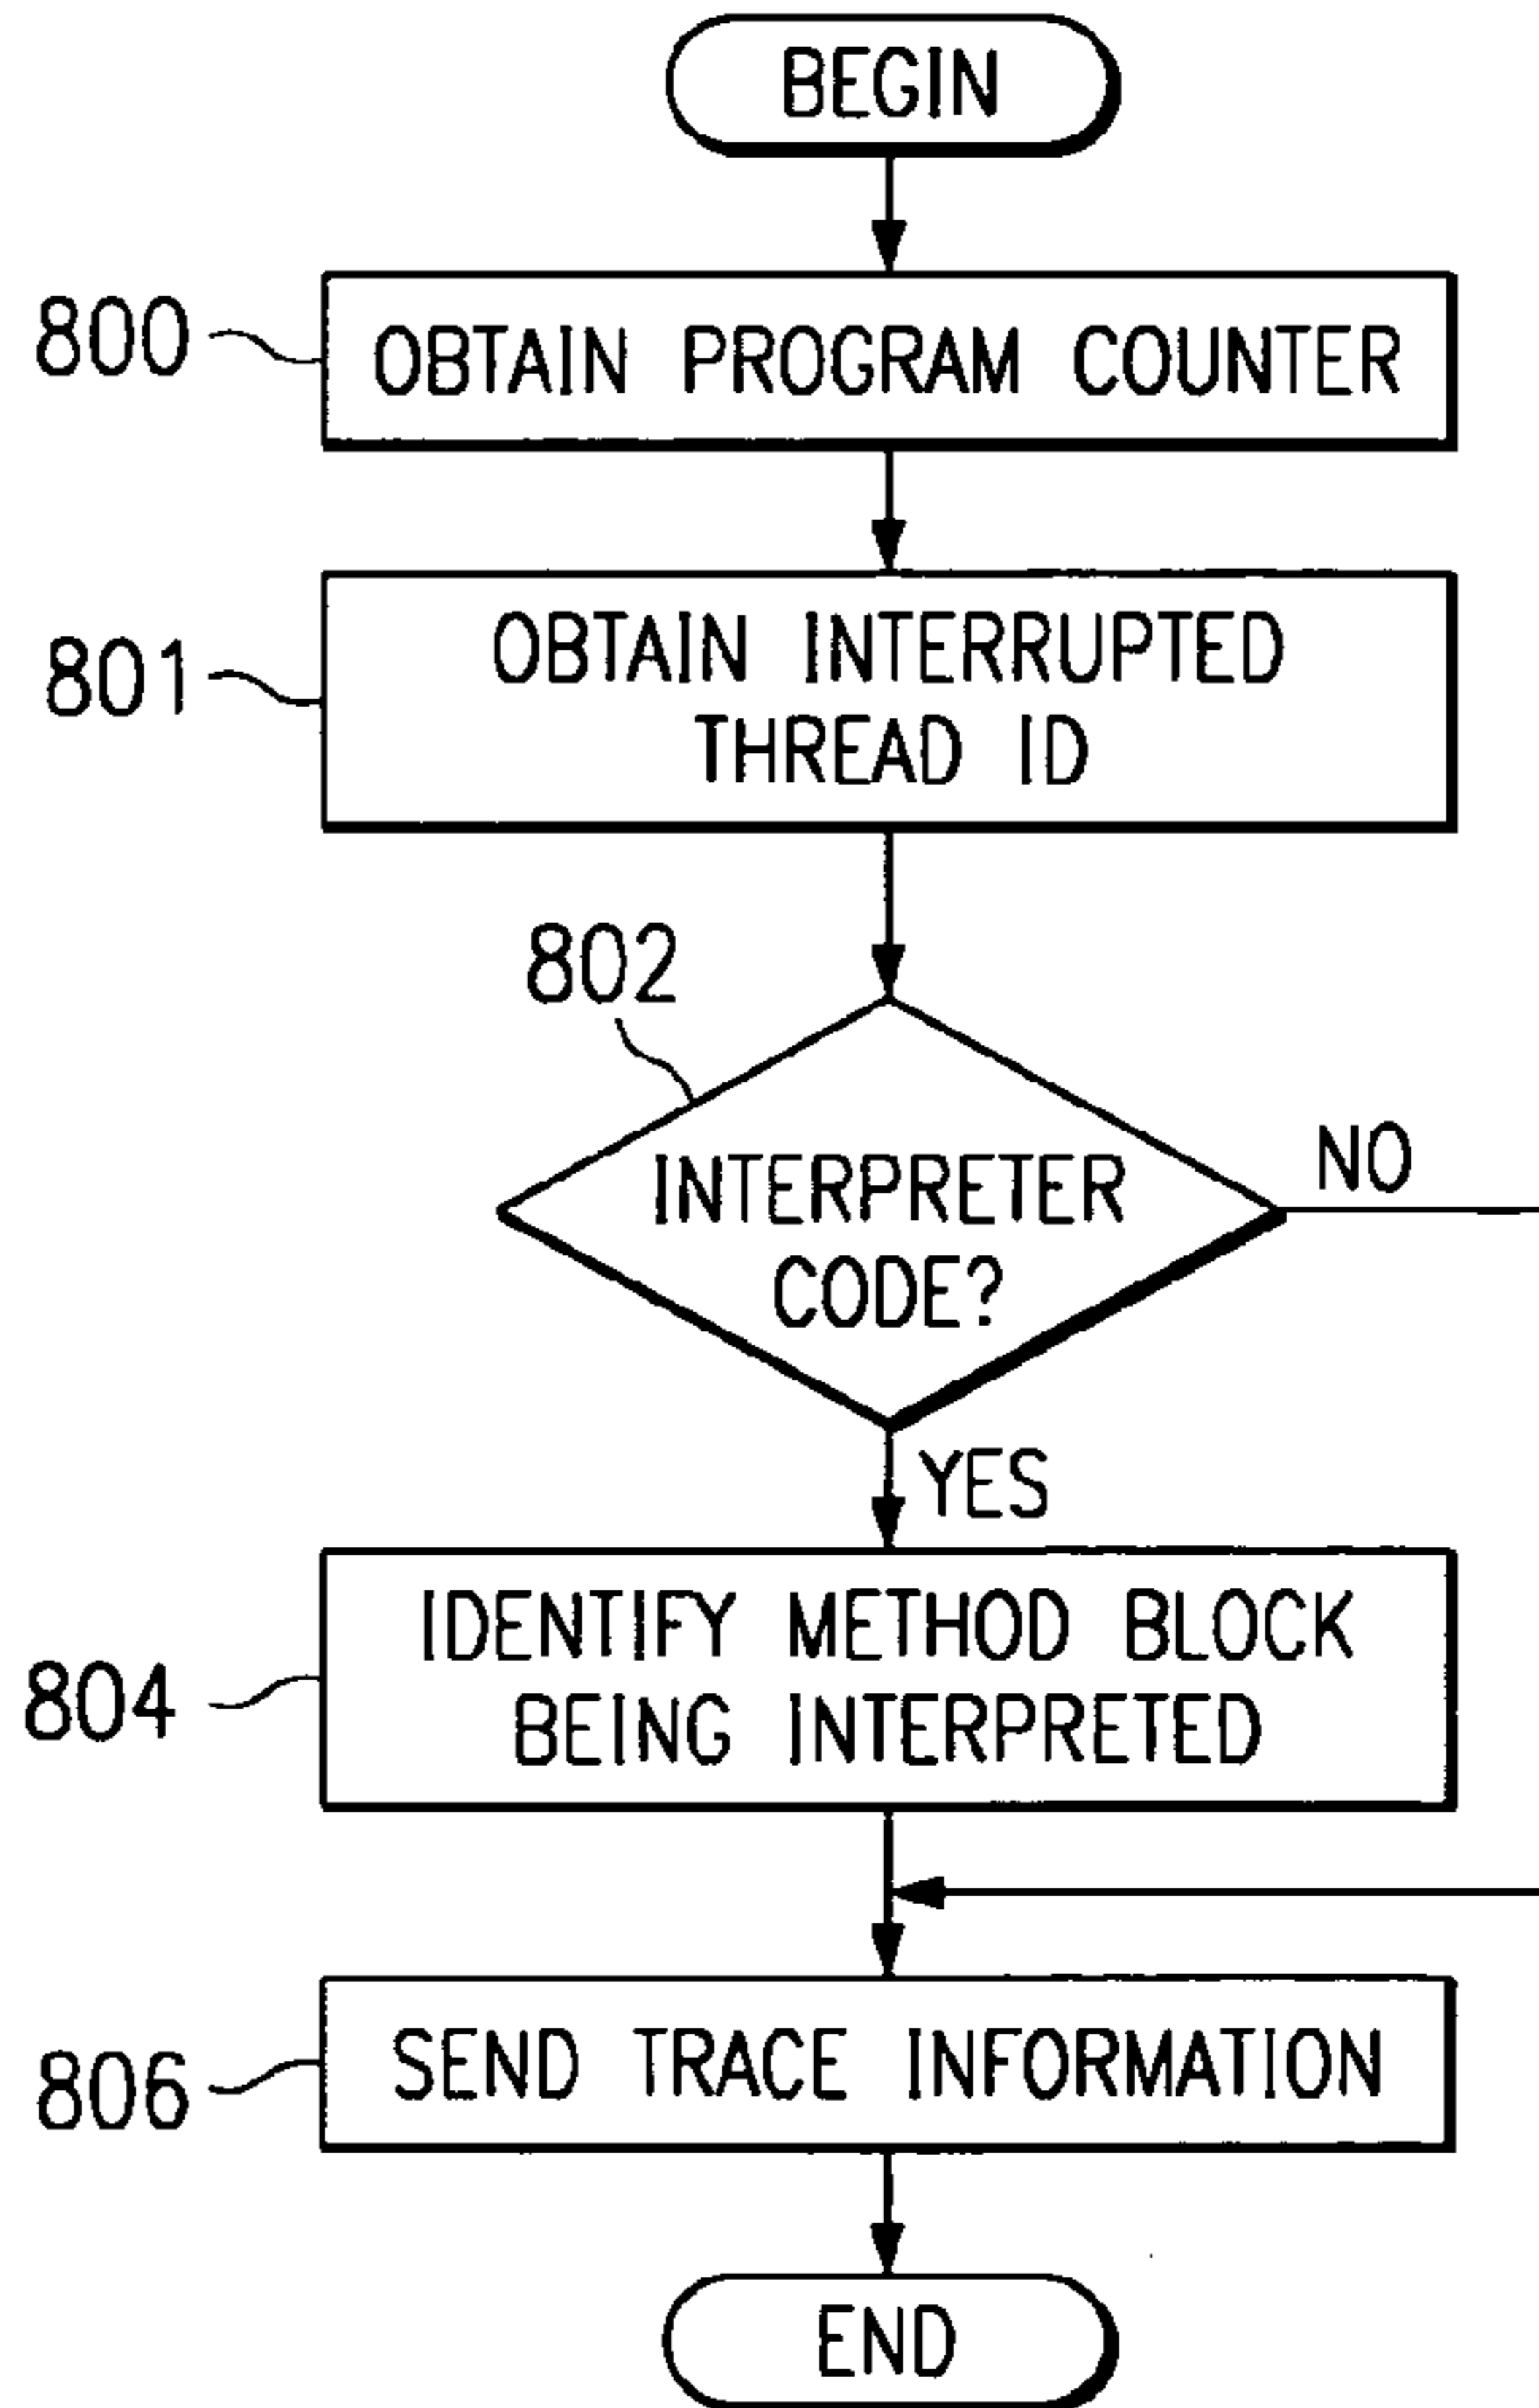 BEGIN
800
OBTAIN PROGRAM COUNTER
801
OBTAIN INTERRUPTED
THREAD ID
802
INTERPRETER
CODE?
NO
YES
804
IDENTIFY METHOD BLOCK
BEING INTERPRETED
806
SEND TRACE INFORMATION
END